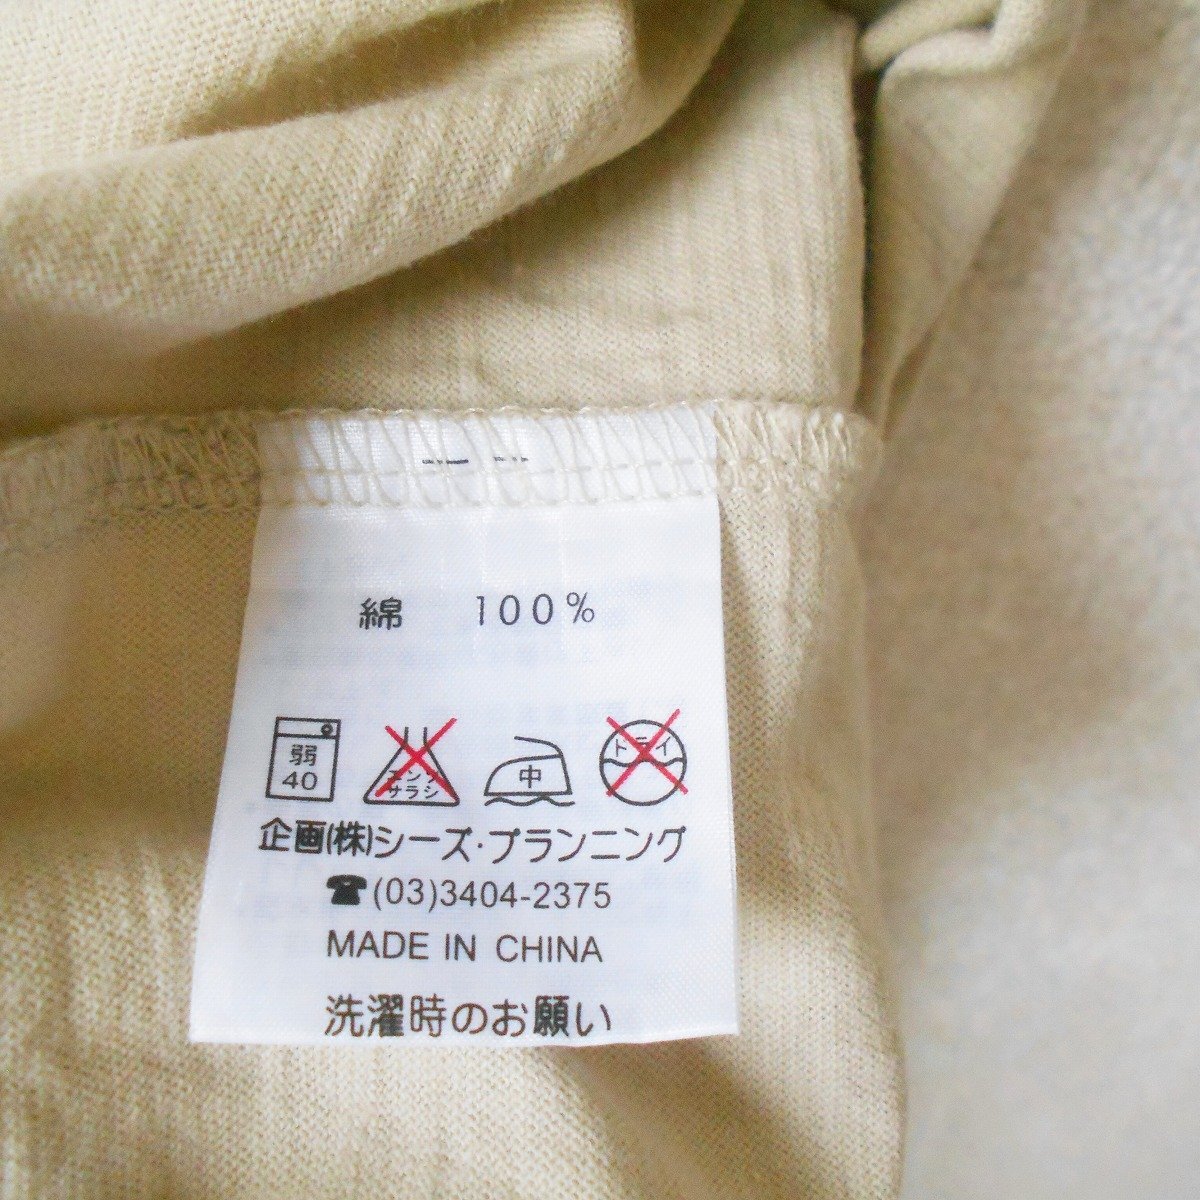 綿 100%
弱
40
エンソ
サラシ
中
ドライ
企画(株)シーズ・プランニング
☎(03)3404-2375
MADE IN CHINA
洗濯時のお願い